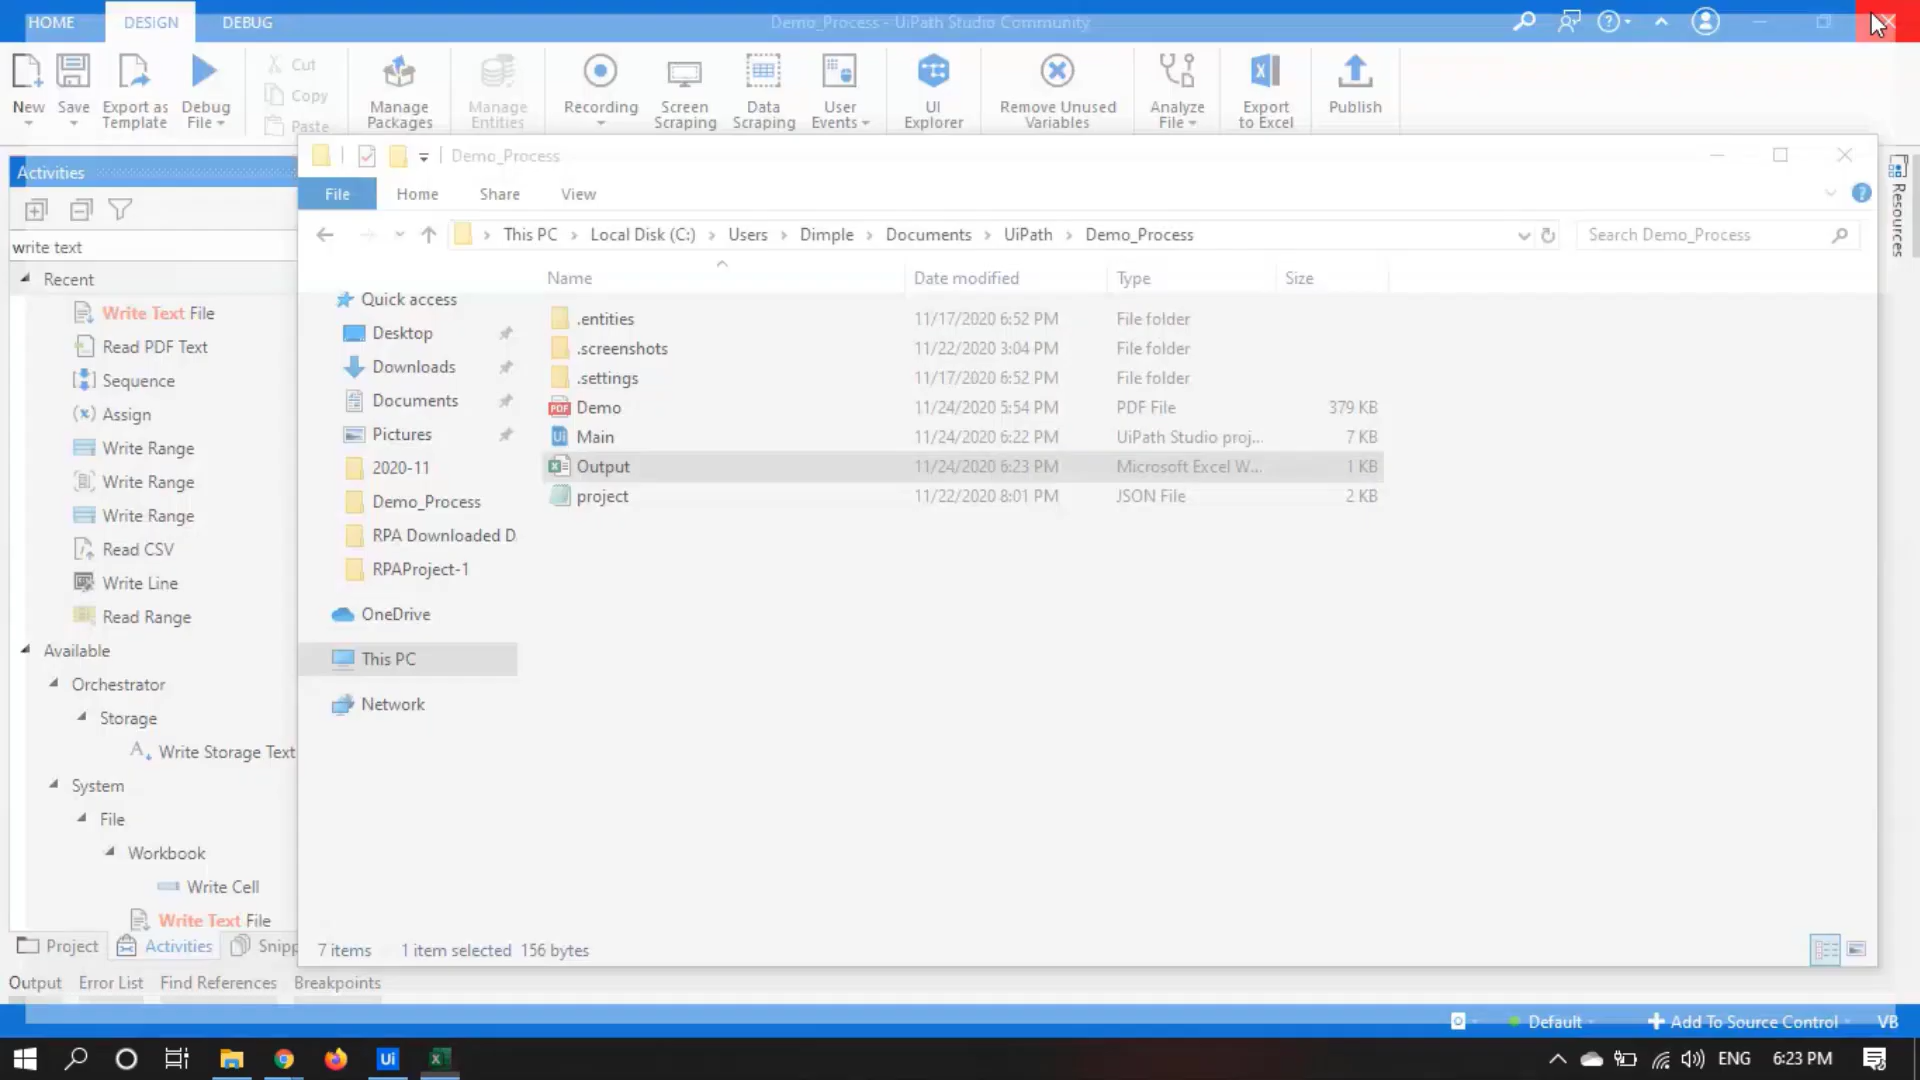 HOME DESIGN DEBUG Demo_Process - UiPath Studio Community
New Save Export as Template Debug File Cut Copy Paste Manage Packages Manage Entities Recording Screen Scraping Data Scraping User Events UI Explorer Remove Unused Variables Analyze File Export to Excel Publish
Activities
write text
Recent
Write Text File
Read PDF Text
Sequence
Assign
Write Range
Write Range
Write Range
Read CSV
Write Line
Read Range
Available
Orchestrator
Storage
Write Storage Text
System
File
Workbook
Write Cell
Write Text File
Project Activities Snipp
Demo_Process
File Home Share View
This PC Local Disk (C:) Users Dimple Documents UiPath Demo_Process Search Demo_Process
Name Date modified Type Size
Quick access
Desktop
Downloads
Documents
Pictures
2020-11
Demo_Process
RPA Downloaded D
RPAProject-1
OneDrive
This PC
Network
.entities 11/17/2020 6:52 PM File folder
.screenshots 11/22/2020 3:04 PM File folder
.settings 11/17/2020 6:52 PM File folder
Demo 11/24/2020 5:54 PM PDF File 379 KB
Main 11/24/2020 6:22 PM UiPath Studio proj... 7 KB
Output 11/24/2020 6:23 PM Microsoft Excel W... 1 KB
project 11/22/2020 8:01 PM JSON File 2 KB
7 items 1 item selected 156 bytes
Resources
Output Error List Find References Breakpoints
Default Add To Source Control VB
ENG 6:23 PM